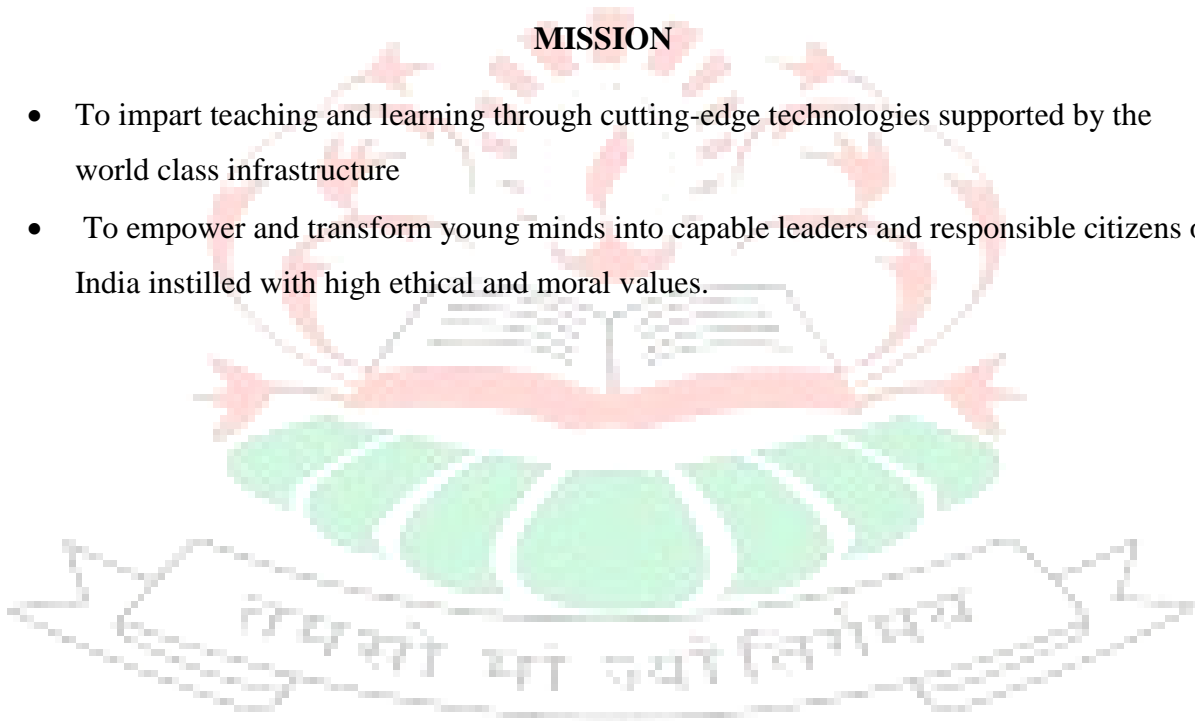 MISSION
• To impart teaching and learning through cutting-edge technologies supported by the
world class infrastructure
• To empower and transform young minds into capable leaders and responsible citizens
India instilled with high ethical and moral values.